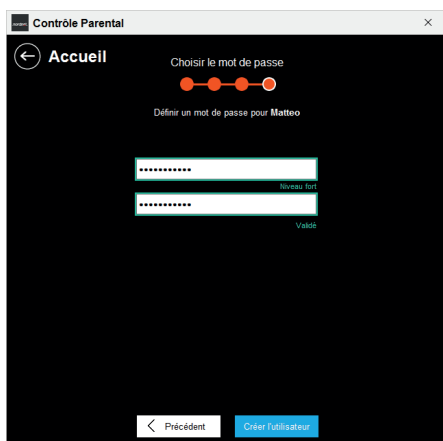 Contrôle Parental
Accueil
Choisir le mot de passe
Définir un mot de passe pour Matteo
•••••••••••
Niveau fort
•••••••••••
Validé
Précédent
Créer l'utilisateur